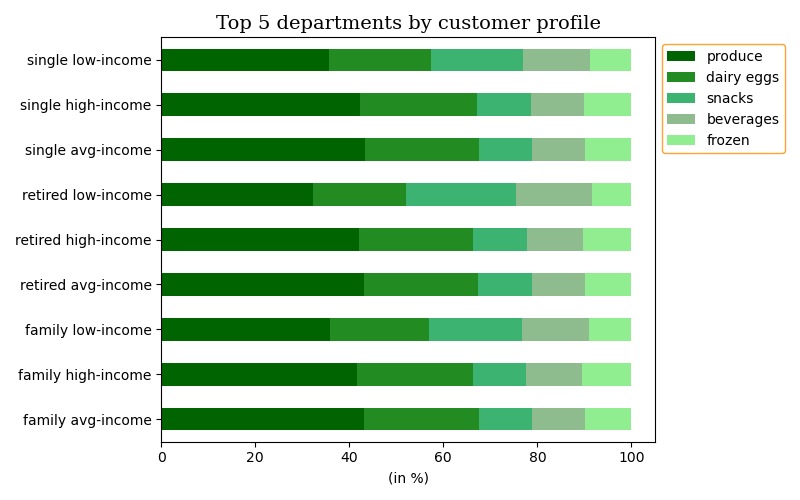 Top 5 departments by customer profile
single low-income
single high-income
single avg-income
retired low-income
retired high-income
retired avg-income
family low-income
family high-income
family avg-income
0 20 40 60 80 100
(in %)
produce
dairy eggs
snacks
beverages
frozen